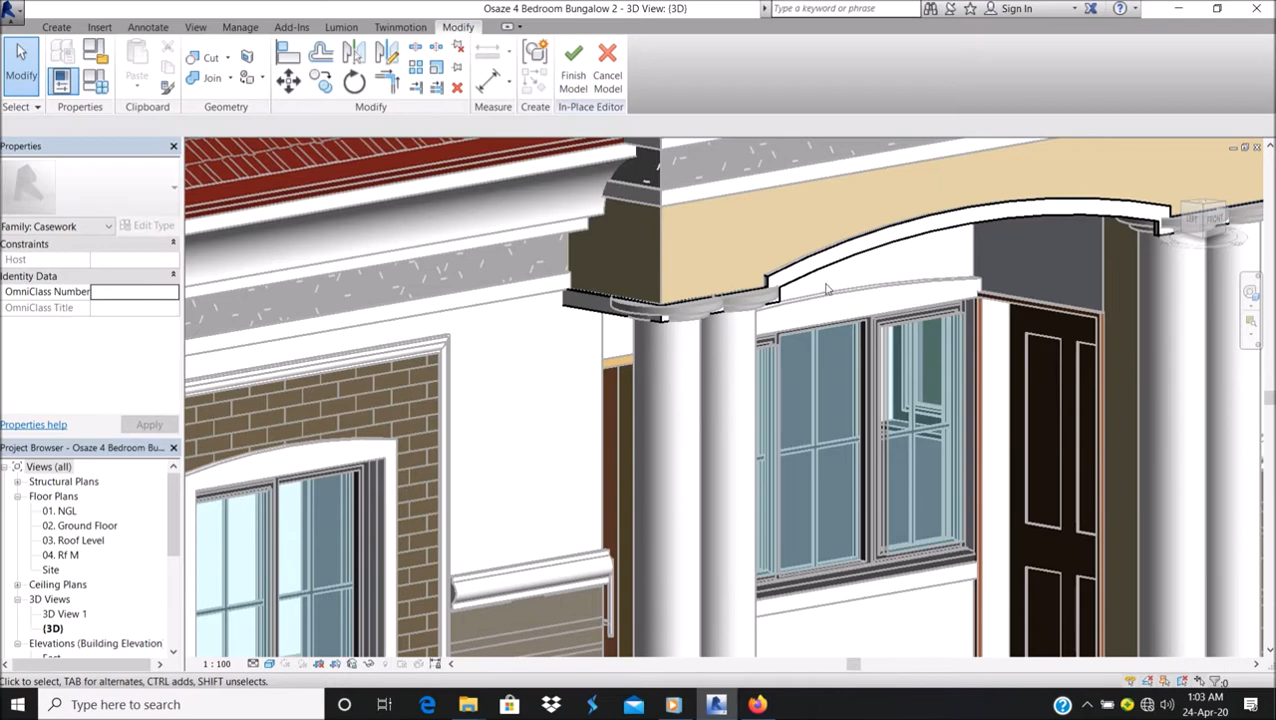 Osaze 4 Bedroom Bungalow 2 - 3D View: {3D}
Type a keyword or phrase
Sign In
Create Insert Annotate View Manage Add-Ins Lumion Twinmotion Modify
Modify
Paste
Cut
Join
Finish Model
Cancel Model
Select
Properties
Clipboard
Geometry
Modify
Measure
Create
In-Place Editor
Properties
Family: Casework
Edit Type
Constraints
Host
Identity Data
OmniClass Number
OmniClass Title
Properties help
Apply
Project Browser - Osaze 4 Bedroom Bu...
Views (all)
Structural Plans
Floor Plans
01. NGL
02. Ground Floor
03. Roof Level
04. Rf M
Site
Ceiling Plans
3D Views
3D View 1
{3D}
Elevations (Building Elevation
LEFT
FRONT
1 : 100
Click to select, TAB for alternates, CTRL adds, SHIFT unselects.
:0
Type here to search
1:03 AM
24-Apr-20